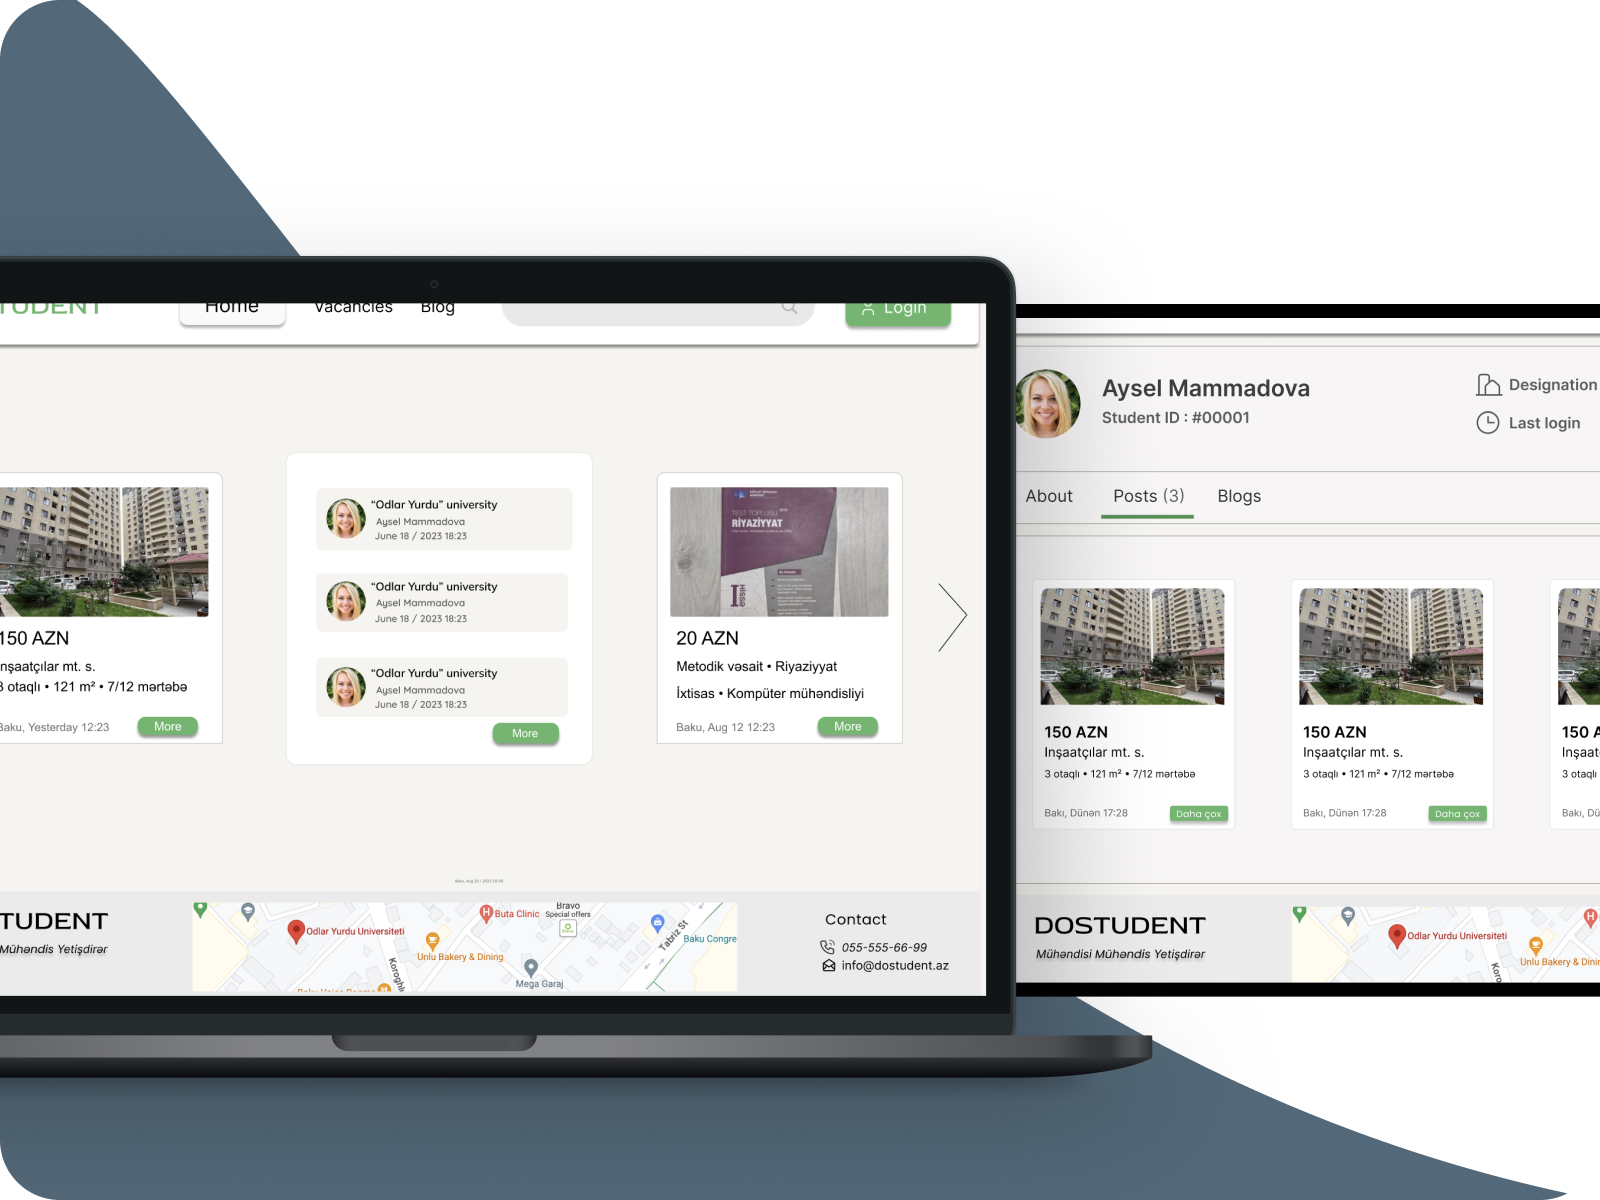 TUDENT
Home
Vacancies
Blog
Login
150 AZN
nşaatçılar mt. s.
3 otaqlı • 121 m² • 7/12 mərtəbə
Baku, Yesterday 12:23
More
“Odlar Yurdu” university
Aysel Mammadova
June 18 / 2023 18:23
“Odlar Yurdu” university
Aysel Mammadova
June 18 / 2023 18:23
“Odlar Yurdu” university
Aysel Mammadova
June 18 / 2023 18:23
More
TEST TOPLUSU
RİYAZİYYAT
I HİSSƏ
20 AZN
Metodik vəsait • Riyaziyyat
İxtisas • Kompüter mühəndisliyi
Baku, Aug 12 12:23
More
TUDENT
Mühəndis Yetişdirər
Odlar Yurdu Universiteti
Buta Clinic
Bravo
Special offers
Unlu Bakery & Dining
Mega Garaj
Tabriz St
Baku Congre
Koroghl
Contact
055-555-66-99
info@dostudent.az
Aysel Mammadova
Student ID : #00001
Designation
Last login
About
Posts (3)
Blogs
150 AZN
Inşaatçılar mt. s.
3 otaqlı • 121 m² • 7/12 mərtəbə
Bakı, Dünən 17:28
Daha çox
150 AZN
Inşaatçılar mt. s.
3 otaqlı • 121 m² • 7/12 mərtəbə
Bakı, Dünən 17:28
Daha çox
150 A
Inşaatç
3 otaqlı
Bakı, Dü
DOSTUDENT
Mühəndisi Mühəndis Yetişdirər
Odlar Yurdu Universiteti
Unlu Bakery & Dinin
Koro